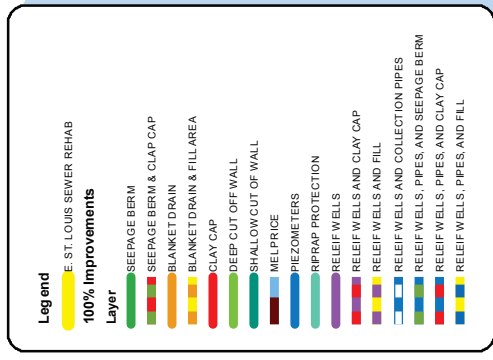 Legend
E. ST. LOUIS SEWER REHAB
100% Improvements
Layer
SEEPAGE BERM
SEEPAGE BERM & CLAP CAP
BLANKET DRAIN
BLANKET DRAIN & FILL AREA
CLAY CAP
DEEP CUT OFF WALL
SHALLOW CUT OF WALL
MELPRICE
PIEZOMETERS
RIPRAP PROTECTION
RELEIF WELLS
RELEIF WELLS AND CLAY CAP
RELEIF WELLS AND FILL
RELEIF WELLS AND COLLECTION PIPES
RELEIF WELLS, PIPES, AND SEEPAGE BERM
RELEIF WELLS, PIPES, AND CLAY CAP
RELEIF WELLS, PIPES, AND FILL